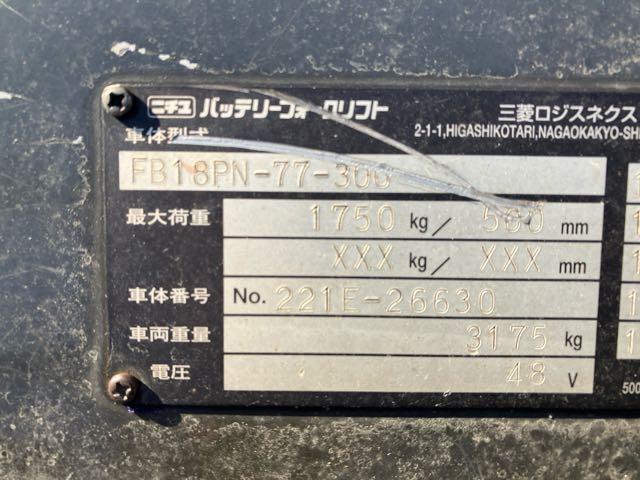 ニチユ バッテリーフォークリフト 三菱ロジスネクス
2-1-1,HIGASHIKOTARI,NAGAOKAKYO-SHI
車体型式
FB18PN-77-300
最大荷重 1750 kg/ 500 mm
XXX kg/ XXX mm
車体番号 No. 221E-26630
車両重量 3175 kg
電圧 48 V
500